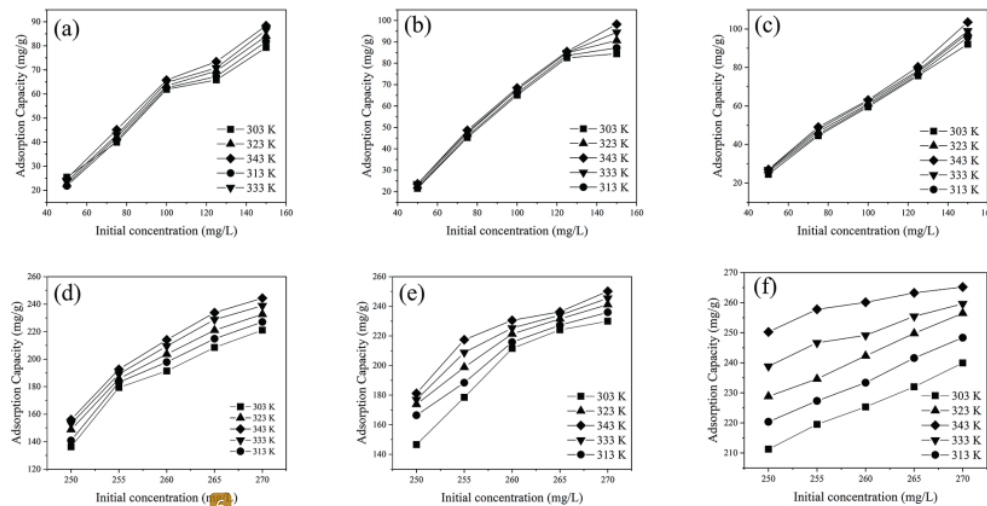 (a)
Adsorption Capacity (mg/g)
90
80
70
60
50
40
30
20
303 K
323 K
343 K
313 K
333 K
40 60 80 100 120 140 160
Initial concentration (mg/L)
(b)
Adsorption Capacity (mg/g)
100
90
80
70
60
50
40
30
20
303 K
323 K
343 K
333 K
313 K
40 60 80 100 120 140 160
Initial concentration (mg/L)
(c)
Adsorption Capacity (mg/g)
100
80
60
40
20
303 K
323 K
343 K
333 K
313 K
40 60 80 100 120 140 160
Initial concentration (mg/L)
(d)
Adsorption Capacity (mg/g)
260
240
220
200
180
160
140
120
303 K
323 K
343 K
333 K
313 K
250 255 260 265 270
Initial concentration (mg/L)
(e)
Adsorption Capacity (mg/g)
260
240
220
200
180
160
140
303 K
323 K
343 K
333 K
313 K
250 255 260 265 270
Initial concentration (mg/L)
(f)
Adsorption Capacity (mg/g)
270
260
250
240
230
220
210
303 K
323 K
343 K
333 K
313 K
250 255 260 265 270
Initial concentration (mg/L)